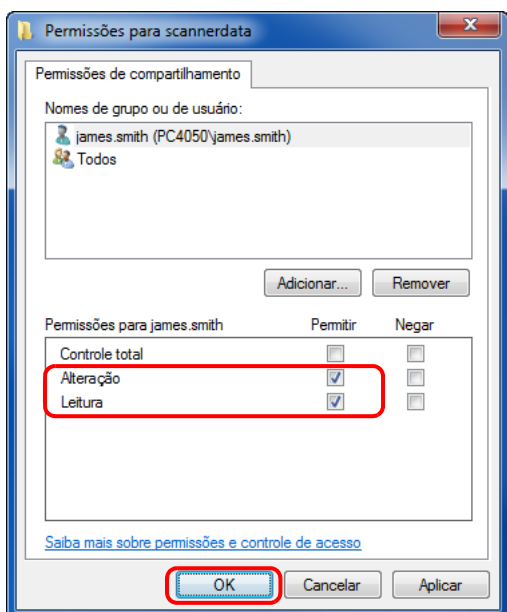 Permissões para scannerdata
Permissões de compartilhamento
Nomes de grupo ou de usuário:
james.smith (PC4050\james.smith)
Todos
Adicionar... Remover
Permissões para james.smith Permitir Negar
Controle total
Alteração
Leitura
Saiba mais sobre permissões e controle de acesso
OK Cancelar Aplicar